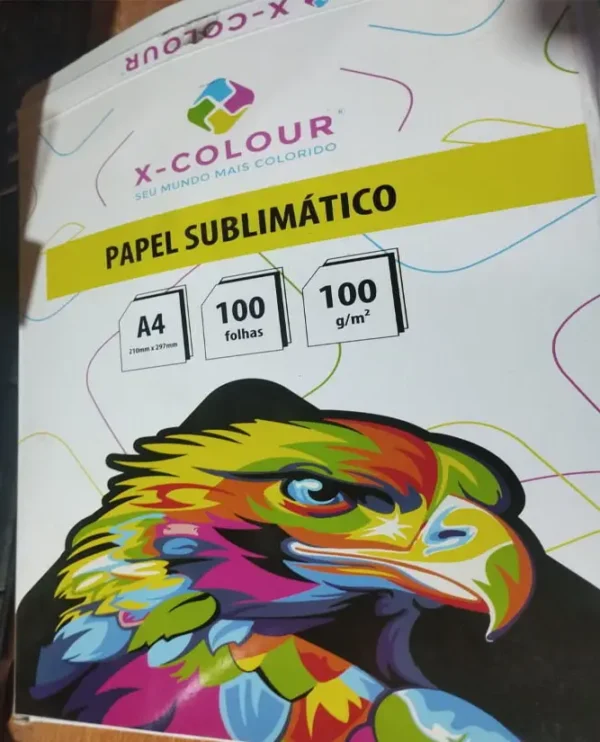 X-COLOUR
X-COLOUR
SEU MUNDO MAIS COLORIDO
PAPEL SUBLIMÁTICO
A4
210mm x 297mm
100
folhas
100
g/m²